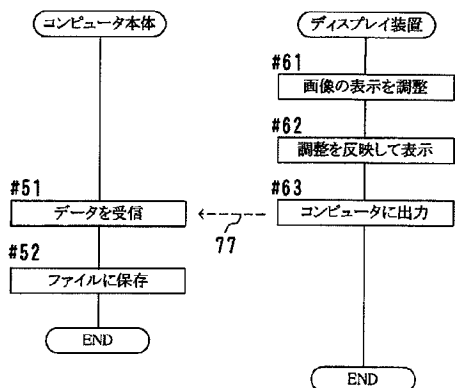 コンピュータ本体
ディスプレイ装置
#61
画像の表示を調整
#62
調整を反映して表示
#51
#63
データを受信
コンピュータに出力
77
#52
ファイルに保存
END
END